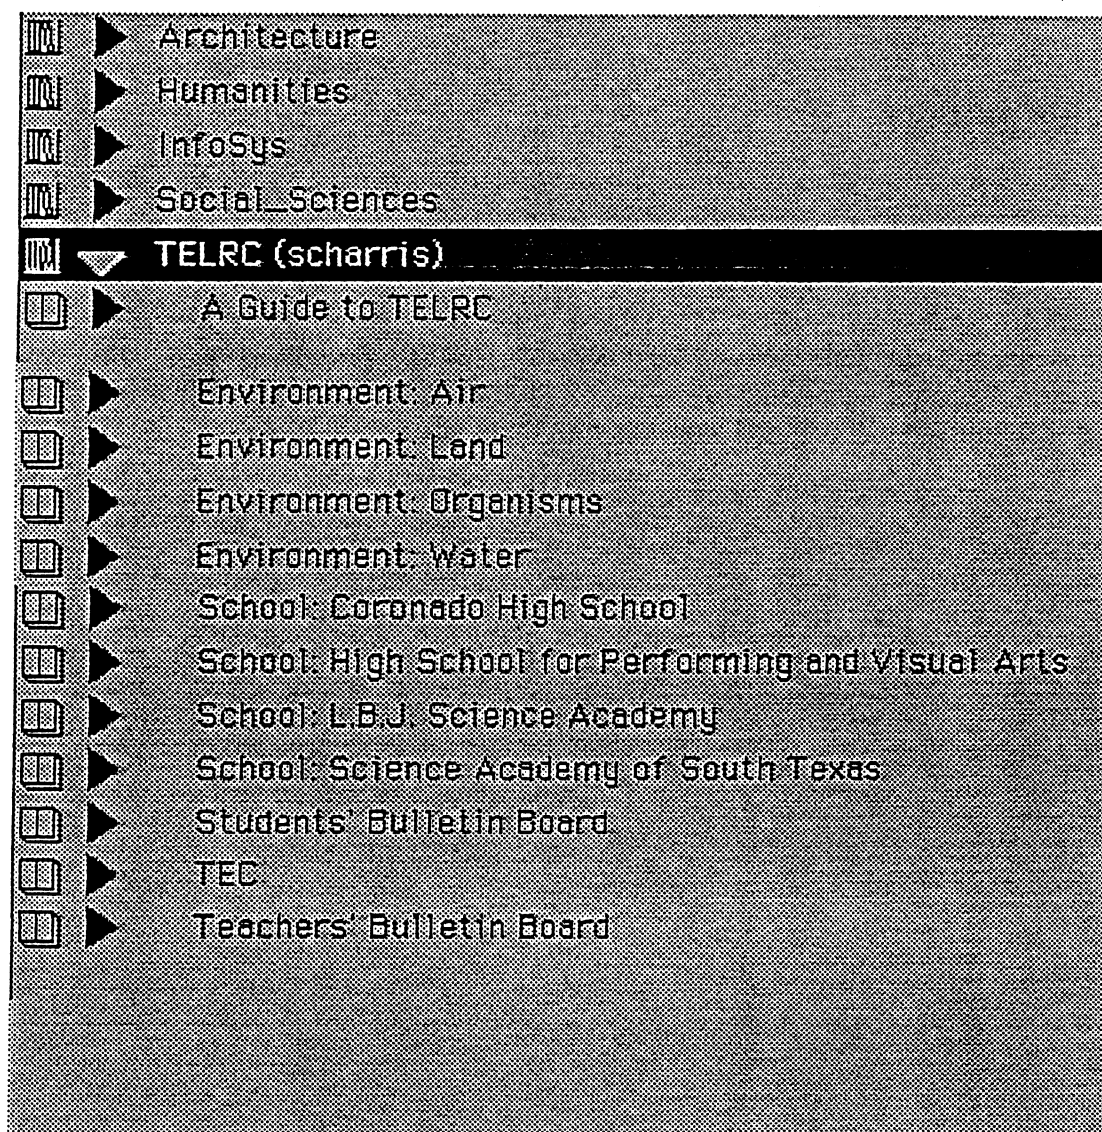 Architecture
Humanities
InfoSys
Social_Sciences
TELRC (scharris)
A Guide to TELRC
Environment: Air
Environment: Land
Environment: Organisms
Environment: Water
School: Coronado High School
School: High School for Performing and Visual Arts
School: L.B.J. Science Academy
School: Science Academy of South Texas
Students' Bulletin Board
TEC
Teachers' Bulletin Board